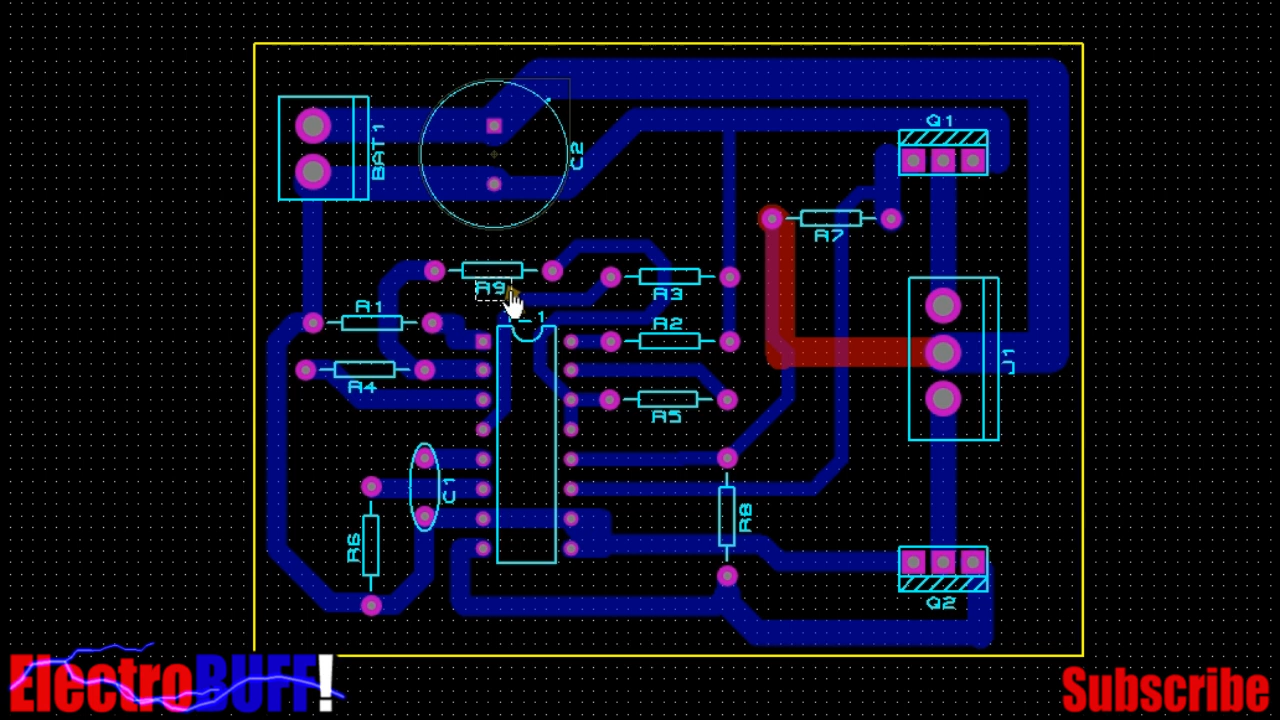 Q1
BAT1
C2
R7
R9
R3
R1
1
R2
R4
J1
R5
C1
R8
R6
Q2
ElectroBUFF!
Subscribe